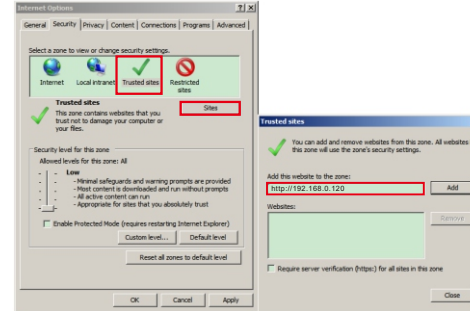 Internet Options
General Security Privacy Content Connections Programs Advanced
Select a zone to view or change security settings.
Internet Local intranet Trusted sites Restricted sites
Trusted sites
This zone contains websites that you
trust not to damage your computer or
your files.
Sites
Security level for this zone
Allowed levels for this zone: All
Low
- Minimal safeguards and warning prompts are provided
- Most content is downloaded and run without prompts
- All active content can run
- Appropriate for sites that you absolutely trust
Enable Protected Mode (requires restarting Internet Explorer)
Custom level... Default level
Reset all zones to default level
OK Cancel Apply
Trusted sites
You can add and remove websites from this zone. All websites
this zone will use the zone's security settings.
Add this website to the zone:
http://192.168.0.120 Add
Websites:
Remove
Require server verification (https:) for all sites in this zone
Close